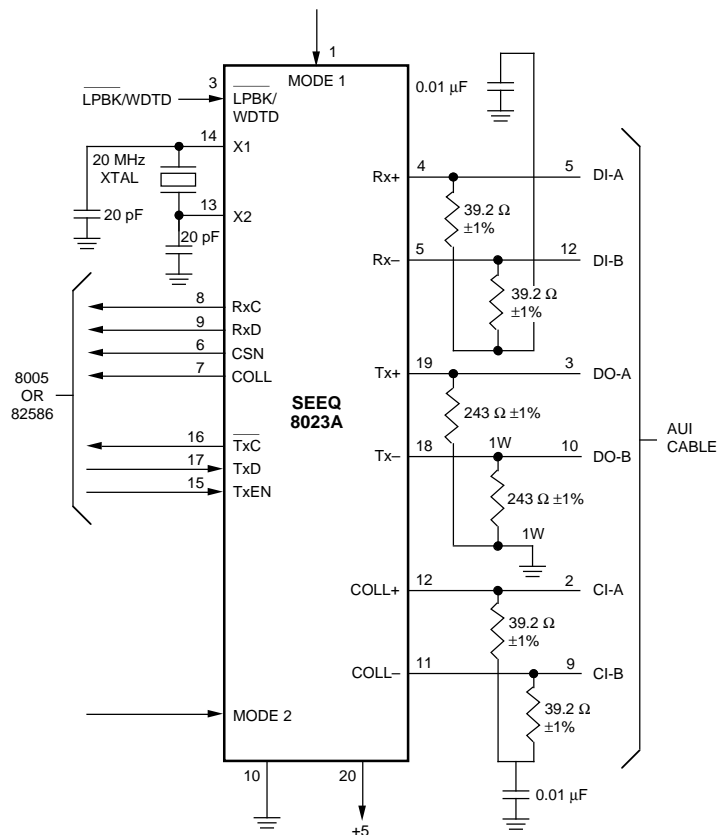 1
MODE 1
0.01 µF
3
LPBK/WDTD
LPBK/
WDTD
14
X1
20 MHz
XTAL
13
X2
20 pF
20 pF
4
Rx+
5
DI-A
39.2 Ω
±1%
5
Rx–
12
DI-B
39.2 Ω
±1%
8
RxC
9
RxD
6
CSN
7
COLL
8005
OR
82586
SEEQ
8023A
16
TxC
17
TxD
15
TxEN
19
Tx+
3
DO-A
243 Ω ±1%
18
1W
Tx–
10
DO-B
243 Ω ±1%
1W
AUI
CABLE
12
COLL+
2
CI-A
39.2 Ω
±1%
11
COLL–
9
CI-B
39.2 Ω
±1%
MODE 2
10
20
0.01 µF
+5